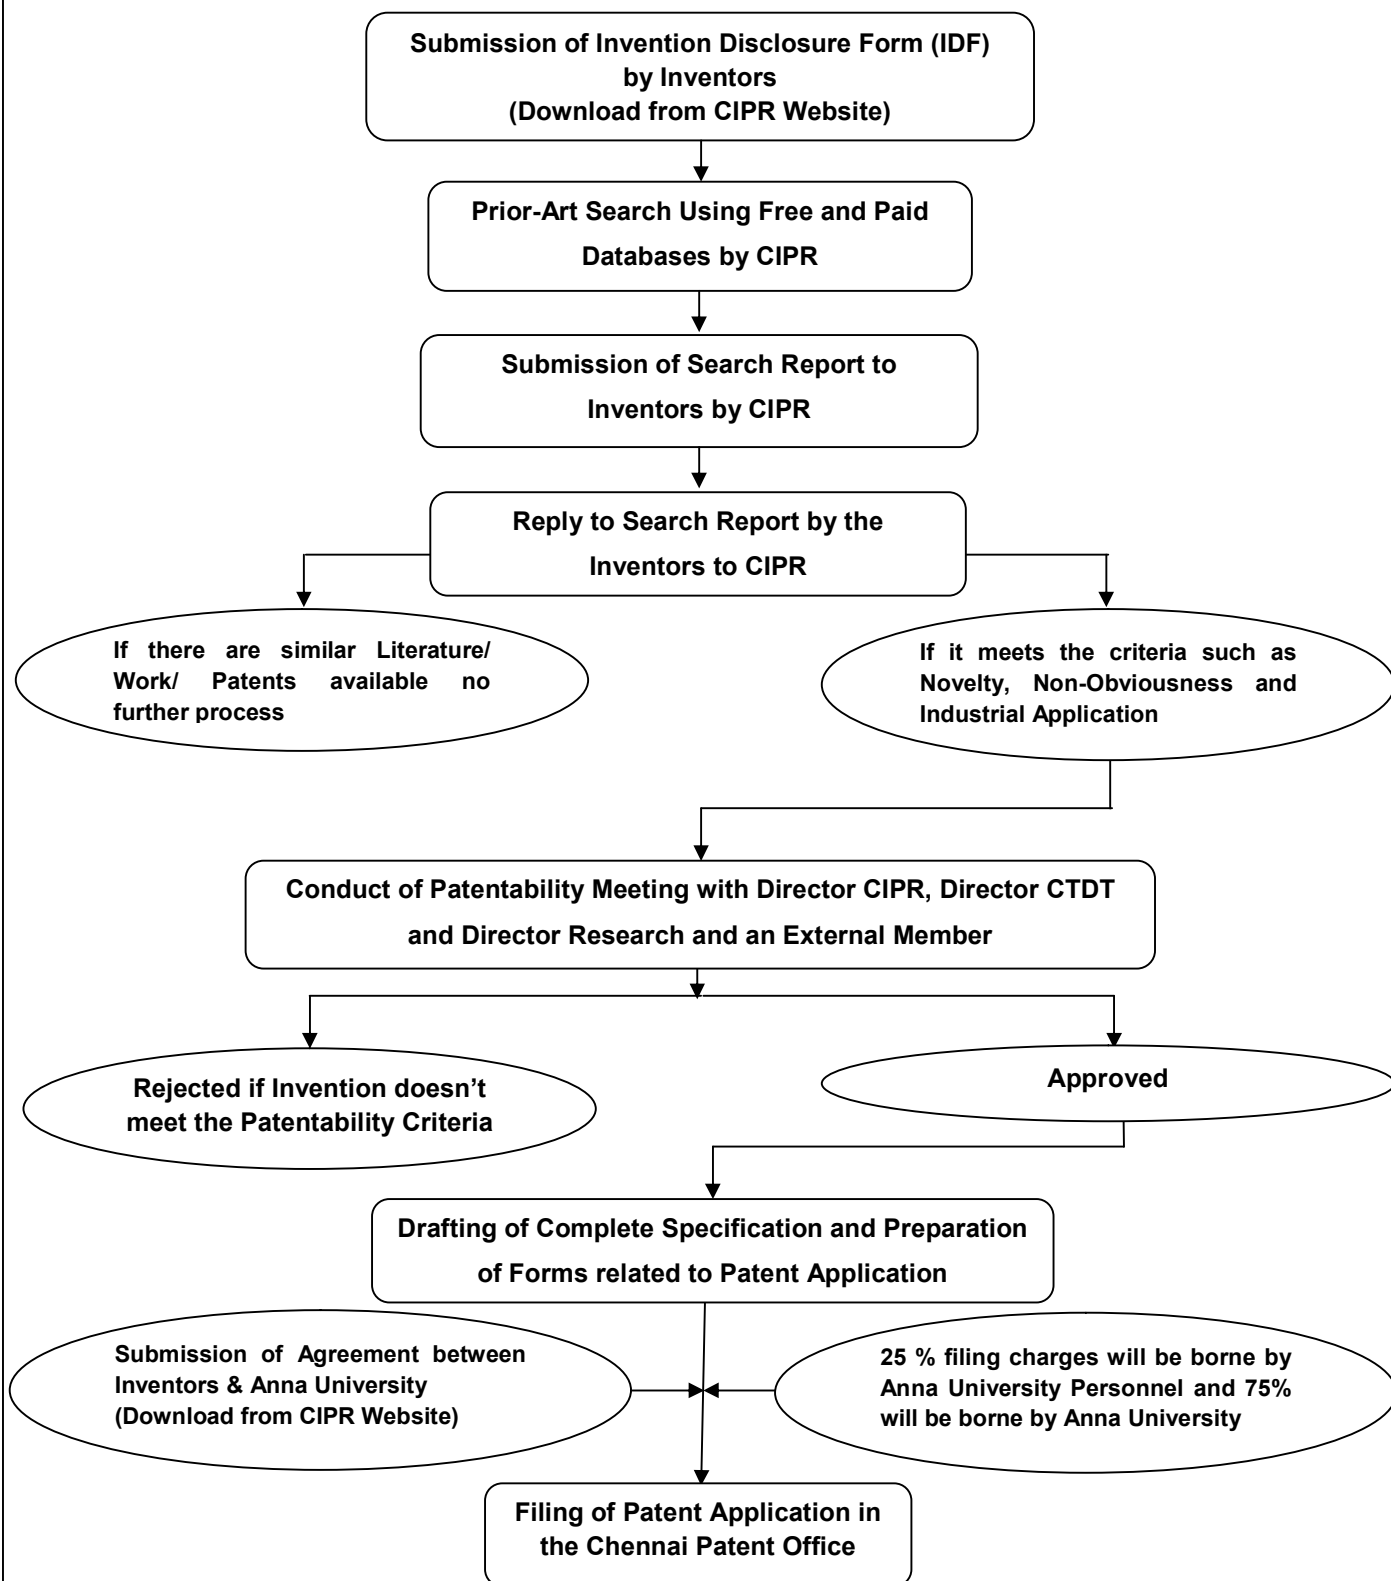 Submission of Invention Disclosure Form (IDF)
by Inventors
(Download from CIPR Website)
Prior-Art Search Using Free and Paid
Databases by CIPR
Submission of Search Report to
Inventors by CIPR
Reply to Search Report by the
Inventors to CIPR
If there are similar Literature/
Work/ Patents available no
further process
If it meets the criteria such as
Novelty, Non-Obviousness and
Industrial Application
Conduct of Patentability Meeting with Director CIPR, Director CTDT
and Director Research and an External Member
Rejected if Invention doesn’t
meet the Patentability Criteria
Approved
Drafting of Complete Specification and Preparation
of Forms related to Patent Application
Submission of Agreement between
Inventors & Anna University
(Download from CIPR Website)
25 % filing charges will be borne by
Anna University Personnel and 75%
will be borne by Anna University
Filing of Patent Application in
the Chennai Patent Office